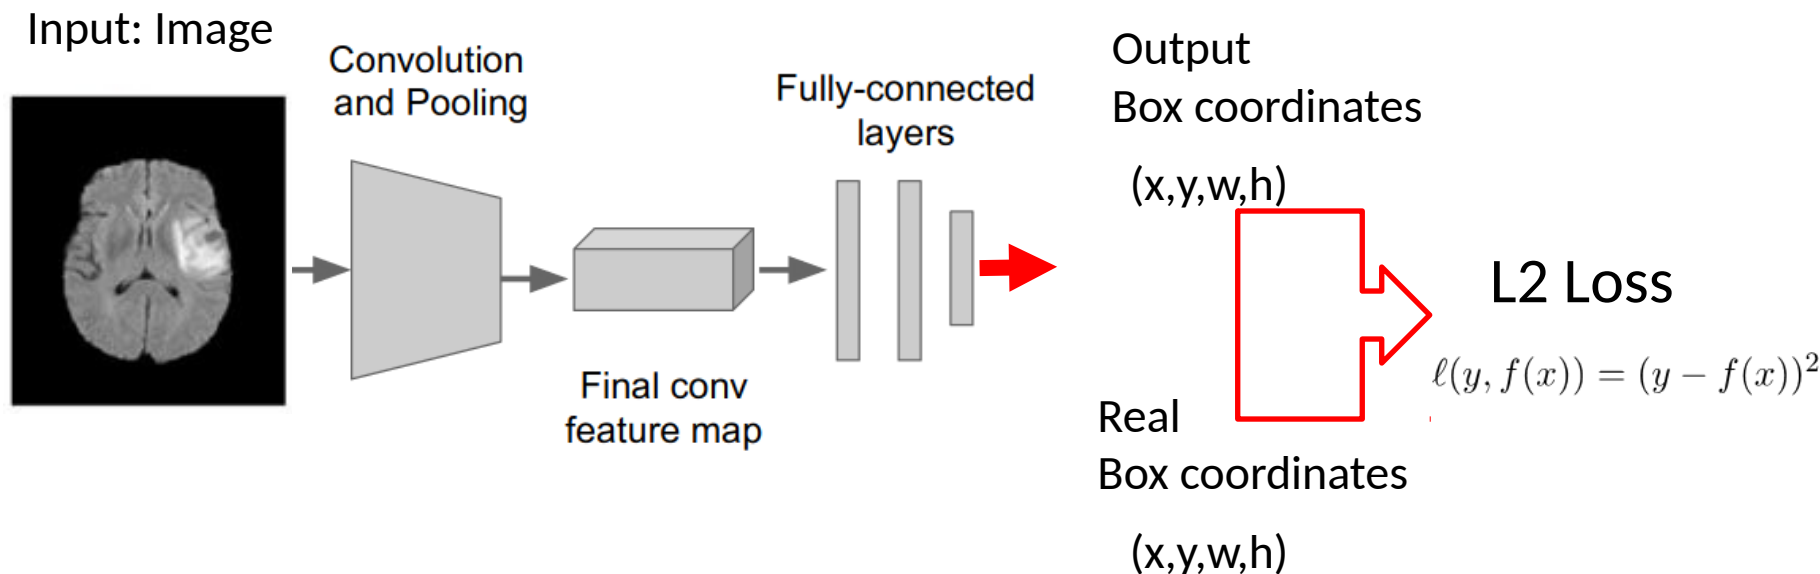 Input: Image
Convolution
and Pooling
Final conv
feature map
Fully-connected
layers
Output
Box coordinates
(x,y,w,h)
Real
Box coordinates
(x,y,w,h)
L2 Loss
ℓ(y, f(x)) = (y − f(x))²